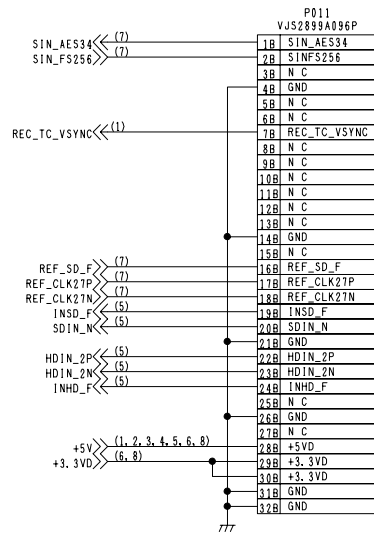 P011
VJS2899A096P
SIN_AES34 (7) 1B SIN_AES34
SIN_FS256 (7) 2B SINFS256
3B N C
4B GND
5B N C
6B N C
REC_TC_VSYNC (1) 7B REC_TC_VSYNC
8B N C
9B N C
10B N C
11B N C
12B N C
13B N C
14B GND
15B N C
REF_SD_F (7) 16B REF_SD_F
REF_CLK27P (7) 17B REF_CLK27P
REF_CLK27N (7) 18B REF_CLK27N
INSD_F (5) 19B INSD_F
SDIN_N (5) 20B SDIN_N
21B GND
HDIN_2P (5) 22B HDIN_2P
HDIN_2N (5) 23B HDIN_2N
INHD_F (5) 24B INHD_F
25B N C
26B GND
27B N C
+5V (1, 2, 3, 4, 5, 6, 8) 28B +5VD
+3.3VD (6, 8) 29B +3.3VD
30B +3.3VD
31B GND
32B GND